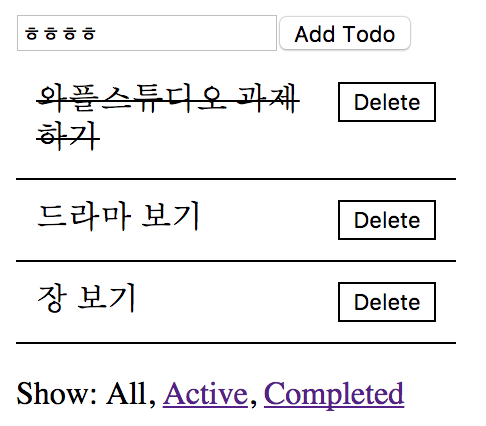 ㅎㅎㅎㅎ Add Todo
와플스튜디오 과제 Delete
하기
드라마 보기 Delete
장 보기 Delete
Show: All, Active, Completed